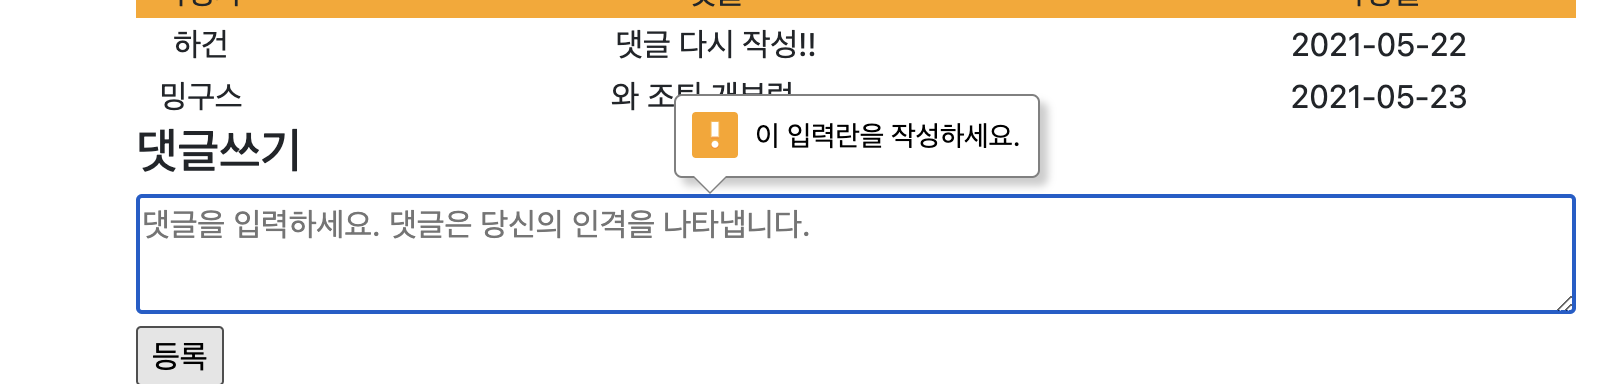 하건 댓글 다시 작성!! 2021-05-22
밍구스 와 2021-05-23
이 입력란을 작성하세요.
댓글쓰기
댓글을 입력하세요. 댓글은 당신의 인격을 나타냅니다.
등록